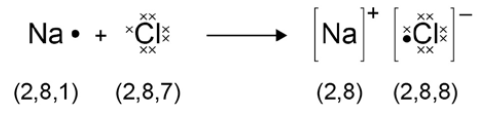 Na• + ×Cl×× → [Na]⁺ [•Cl××]⁻
(2,8,1) (2,8,7) (2,8) (2,8,8)